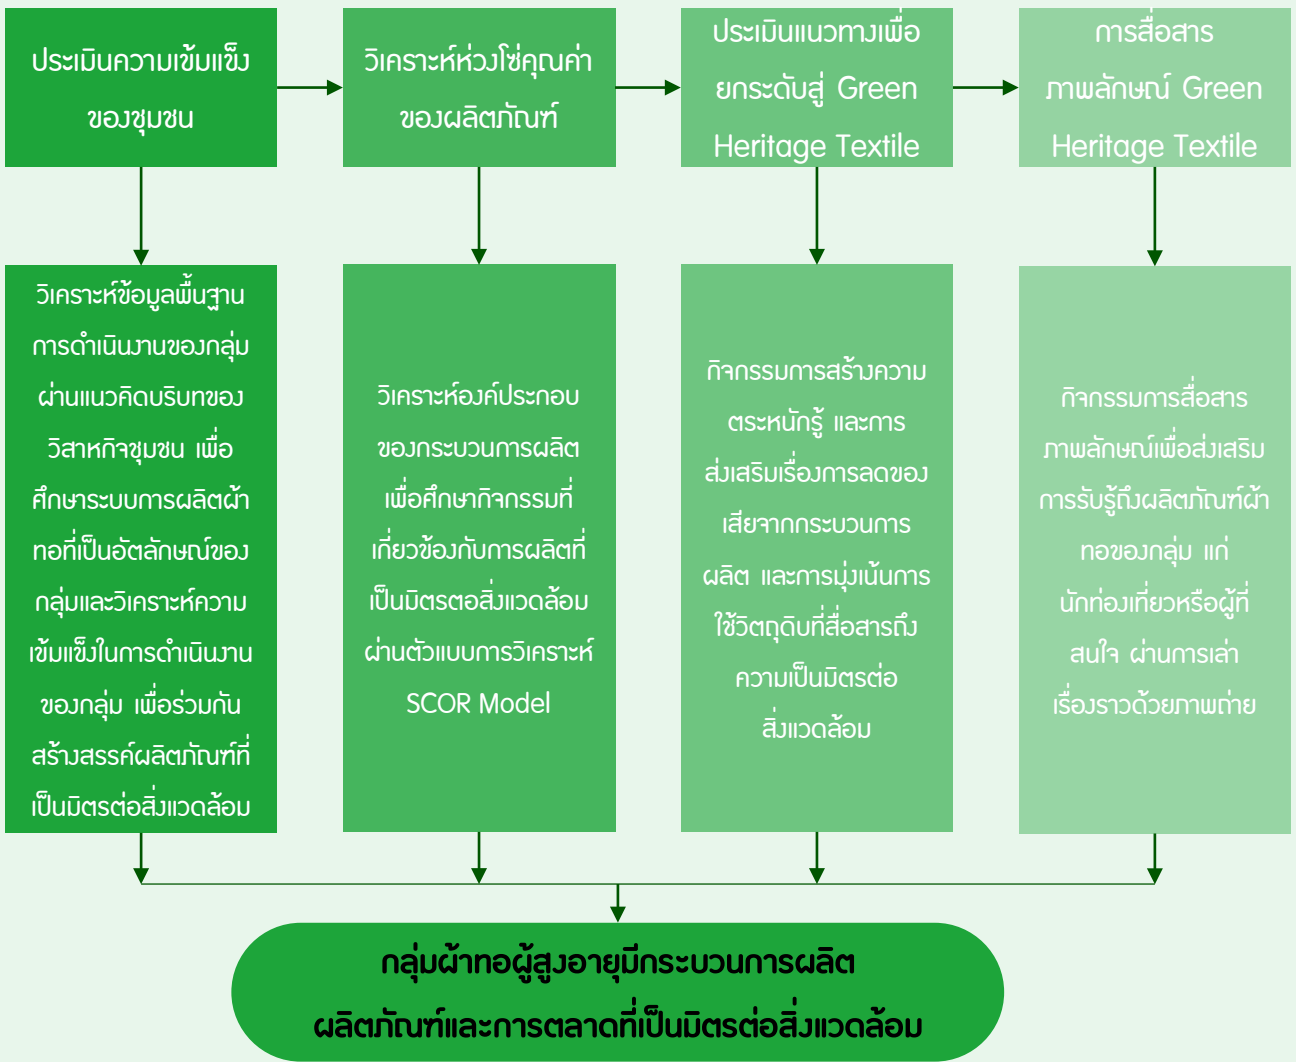 ประเมินความเข้มแข็ง
ของชุมชน
วิเคราะห์ห่วงโซ่คุณค่า
ของผลิตภัณฑ์
ประเมินแนวทางเพื่อ
ยกระดับสู่ Green
Heritage Textile
การสื่อสาร
ภาพลักษณ์ Green
Heritage Textile
วิเคราะห์ข้อมูลพื้นฐาน
การดำเนินงานของกลุ่ม
ผ่านแนวคิดบริบทของ
วิสาหกิจชุมชน เพื่อ
ศึกษาระบบการผลิตผ้า
ทอที่เป็นอัตลักษณ์ของ
กลุ่มและวิเคราะห์ความ
เข้มแข็งในการดำเนินงาน
ของกลุ่ม เพื่อร่วมกัน
สร้างสรรค์ผลิตภัณฑ์ที่
เป็นมิตรต่อสิ่งแวดล้อม
วิเคราะห์องค์ประกอบ
ของกระบวนการผลิต
เพื่อศึกษากิจกรรมที่
เกี่ยวข้องกับการผลิตที่
เป็นมิตรตอสิ่งแวดล้อม
ผ่านตัวแบบการวิเคราะห์
SCOR Model
กิจกรรมการสร้างความ
ตระหนักรู้ และการ
ส่งเสริมเรื่องการลดของ
เสียจากกระบวนการ
ผลิต และการมุ่งเน้นการ
ใช้วิตถุดิบที่สื่อสารถึง
ความเป็นมิตรต่อ
สิ่งแวดล้อม
กิจกรรมการสื่อสาร
ภาพลักษณ์เพื่อส่งเสริม
การรับรู้ถึงผลิตภัณฑ์ผ้า
ทอของกลุ่ม แก่
นักท่องเที่ยวหรือผู้ที่
สนใจ ผ่านการเล่า
เรื่องราวด้วยภาพถ่าย
กลุ่มผ้าทอผู้สูงอายุมีกระบวนการผลิต
ผลิตภัณฑ์และการตลาดที่เป็นมิตรต่อสิ่งแวดล้อม